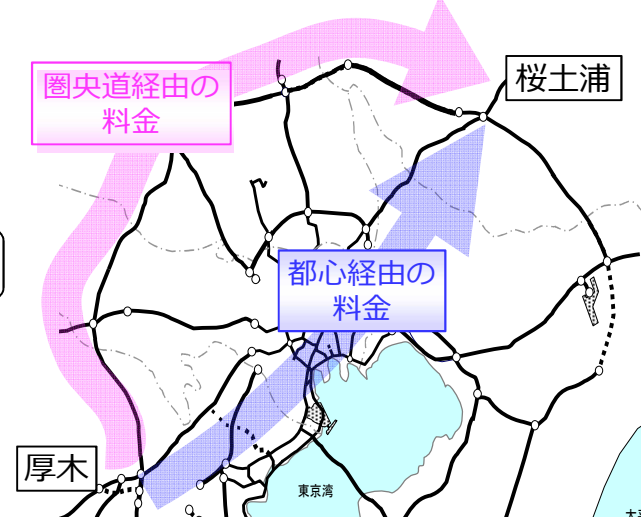 圏央道経由の
料金
桜土浦
都心経由の
料金
厚木
東京湾